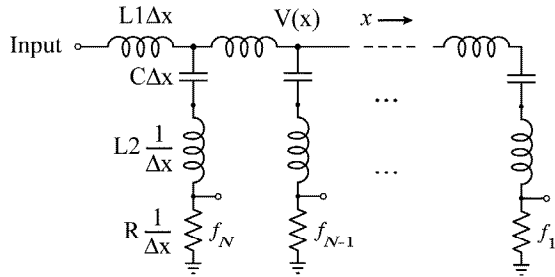 L1Δx V(x) x
Input
CΔx
...
L2 1/Δx
...
R 1/Δx f_N f_N-1 f_1